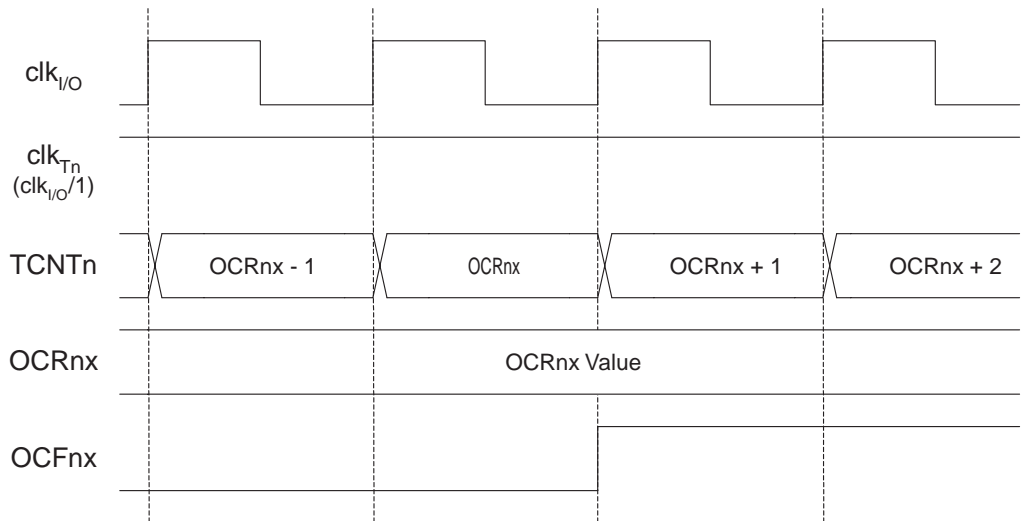 clkI/O
clkTn
(clkI/O/1)
TCNTn
OCRnx - 1
OCRnx
OCRnx + 1
OCRnx + 2
OCRnx
OCRnx Value
OCFnx